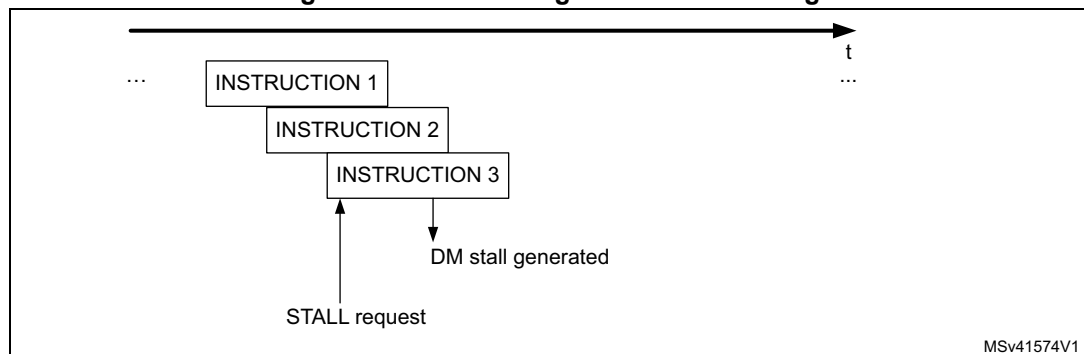 t
... ...
INSTRUCTION 1
INSTRUCTION 2
INSTRUCTION 3
DM stall generated
STALL request
MSv41574V1